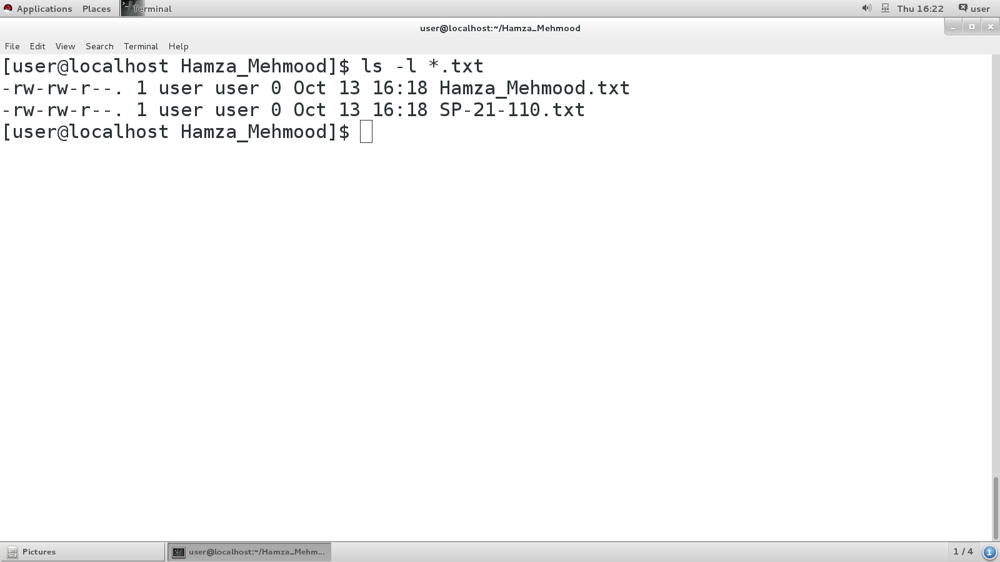 Applications Places Terminal Thu 16:22 user
user@localhost:~/Hamza_Mehmood
File Edit View Search Terminal Help
[user@localhost Hamza_Mehmood]$ ls -l *.txt
-rw-rw-r--. 1 user user 0 Oct 13 16:18 Hamza_Mehmood.txt
-rw-rw-r--. 1 user user 0 Oct 13 16:18 SP-21-110.txt
[user@localhost Hamza_Mehmood]$
Pictures user@localhost:~/Hamza_Mehm... 1 / 4 1